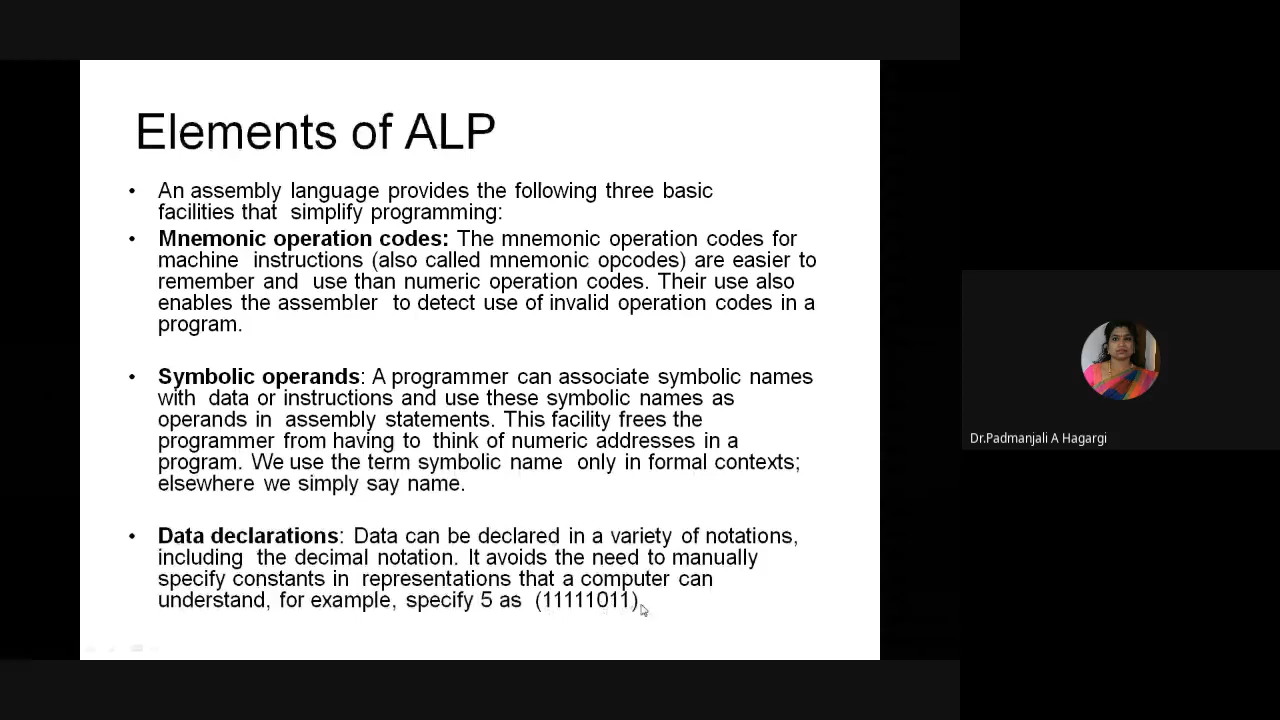 Elements of ALP
• An assembly language provides the following three basic
facilities that simplify programming:
• Mnemonic operation codes: The mnemonic operation codes for
machine instructions (also called mnemonic opcodes) are easier to
remember and use than numeric operation codes. Their use also
enables the assembler to detect use of invalid operation codes in a
program.
• Symbolic operands: A programmer can associate symbolic names
with data or instructions and use these symbolic names as
operands in assembly statements. This facility frees the
programmer from having to think of numeric addresses in a
program. We use the term symbolic name only in formal contexts;
elsewhere we simply say name.
• Data declarations: Data can be declared in a variety of notations,
including the decimal notation. It avoids the need to manually
specify constants in representations that a computer can
understand, for example, specify 5 as (11111011)
Dr.Padmanjali A Hagargi